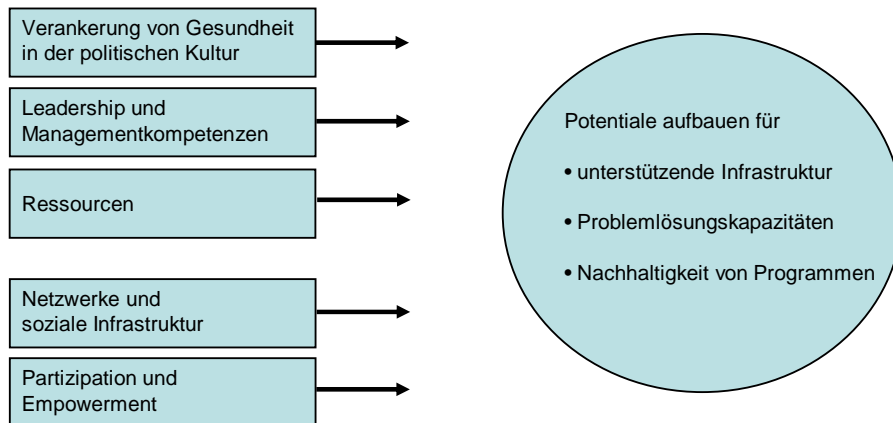 Verankerung von Gesundheit
in der politischen Kultur
Leadership und
Managementkompetenzen
Ressourcen
Netzwerke und
soziale Infrastruktur
Partizipation und
Empowerment
Potentiale aufbauen für
• unterstützende Infrastruktur
• Problemlösungskapazitäten
• Nachhaltigkeit von Programmen